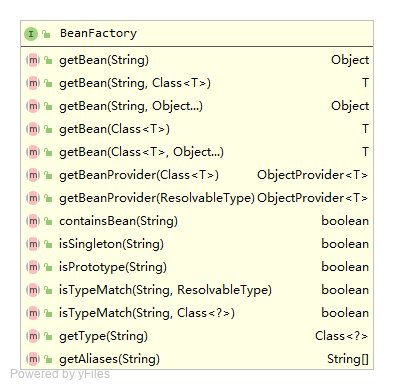 I BeanFactory
m getBean(String) Object
m getBean(String, Class<T>) T
m getBean(String, Object...) Object
m getBean(Class<T>) T
m getBean(Class<T>, Object...) T
m getBeanProvider(Class<T>) ObjectProvider<T>
m getBeanProvider(ResolvableType) ObjectProvider<T>
m containsBean(String) boolean
m isSingleton(String) boolean
m isPrototype(String) boolean
m isTypeMatch(String, ResolvableType) boolean
m isTypeMatch(String, Class<?>) boolean
m getType(String) Class<?>
m getAliases(String) String[]
Powered by yFiles